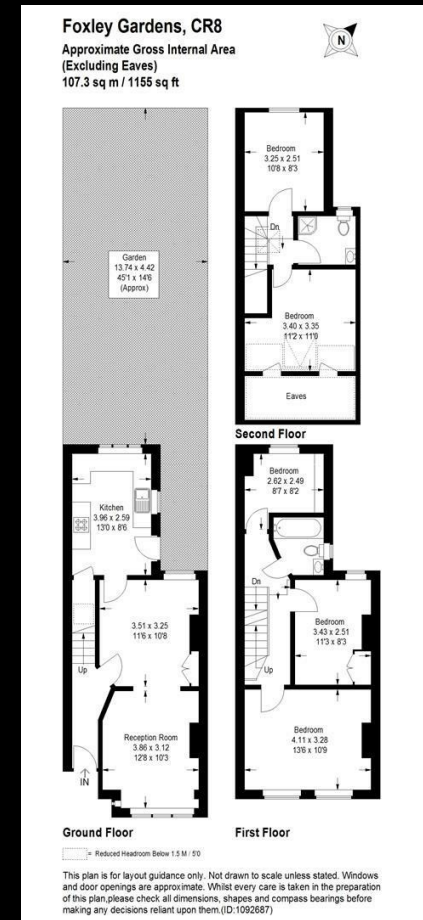 Foxley Gardens, CR8
Approximate Gross Internal Area
(Excluding Eaves)
107.3 sq m / 1155 sq ft
N
Bedroom
3.25 x 2.51
10'8 x 8'3
Dn
Garden
13.74 x 4.42
45'1 x 14'6
(Approx)
Bedroom
3.40 x 3.35
11'2 x 11'0
Eaves
Second Floor
Kitchen
3.96 x 2.59
13'0 x 8'6
3.51 x 3.25
11'6 x 10'8
Up
Reception Room
3.86 x 3.12
12'8 x 10'3
IN
Ground Floor
Bedroom
2.62 x 2.49
8'7 x 8'2
Dn
Bedroom
3.43 x 2.51
11'3 x 8'3
Up
Bedroom
4.11 x 3.28
13'6 x 10'9
First Floor
= Reduced Headroom Below 1.5 M / 5'0
This plan is for layout guidance only. Not drawn to scale unless stated. Windows
and door openings are approximate. Whilst every care is taken in the preparation
of this plan,please check all dimensions, shapes and compass bearings before
making any decisions reliant upon them.(ID:1092687)